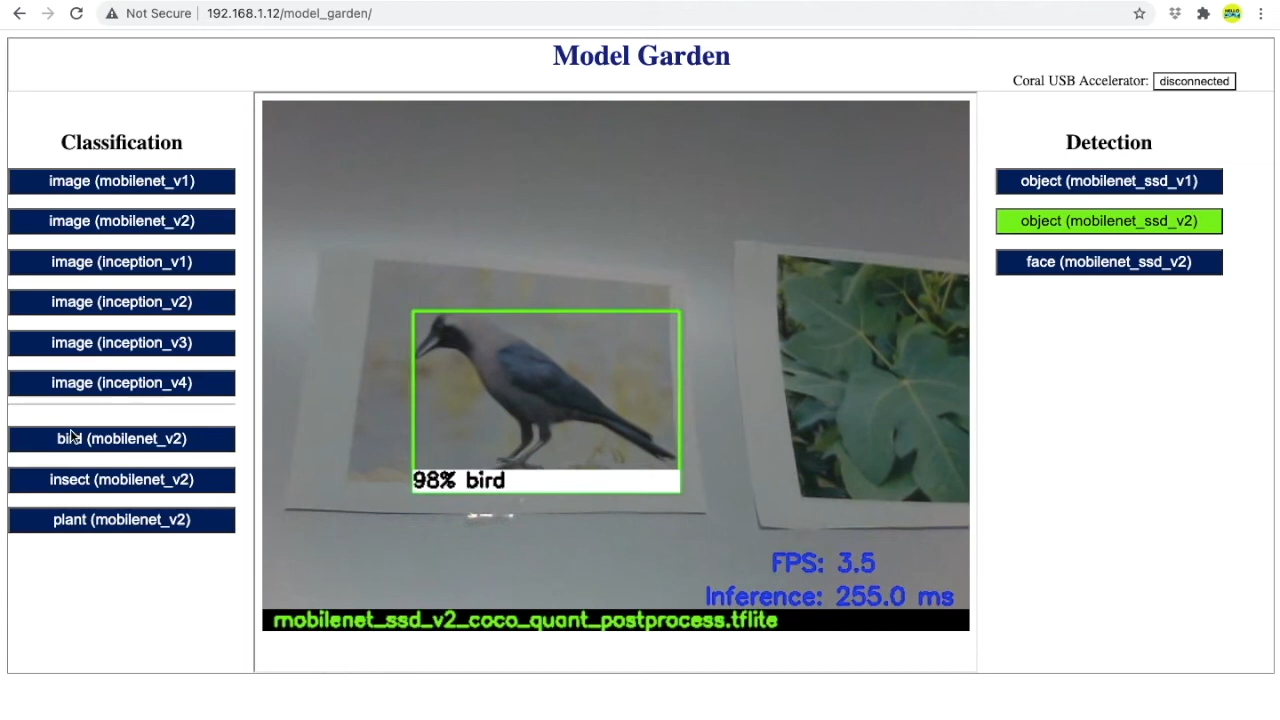 Not Secure
192.168.1.12/model_garden/
Model Garden
Coral USB Accelerator: disconnected
Classification
image (mobilenet_v1)
image (mobilenet_v2)
image (inception_v1)
image (inception_v2)
image (inception_v3)
image (inception_v4)
bird (mobilenet_v2)
insect (mobilenet_v2)
plant (mobilenet_v2)
98% bird
FPS: 3.5
Inference: 255.0 ms
mobilenet_ssd_v2_coco_quant_postprocess.tflite
Detection
object (mobilenet_ssd_v1)
object (mobilenet_ssd_v2)
face (mobilenet_ssd_v2)